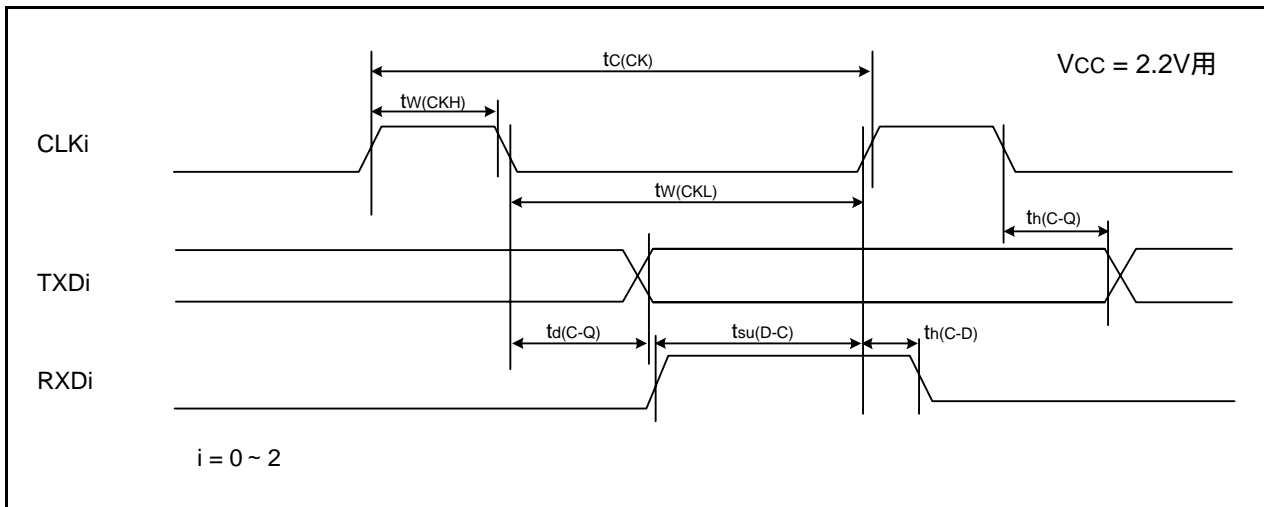 tC(CK)
VCC = 2.2V用
tW(CKH)
CLKi
tW(CKL)
th(C-Q)
TXDi
td(C-Q)
tsu(D-C)
th(C-D)
RXDi
i = 0 ~ 2